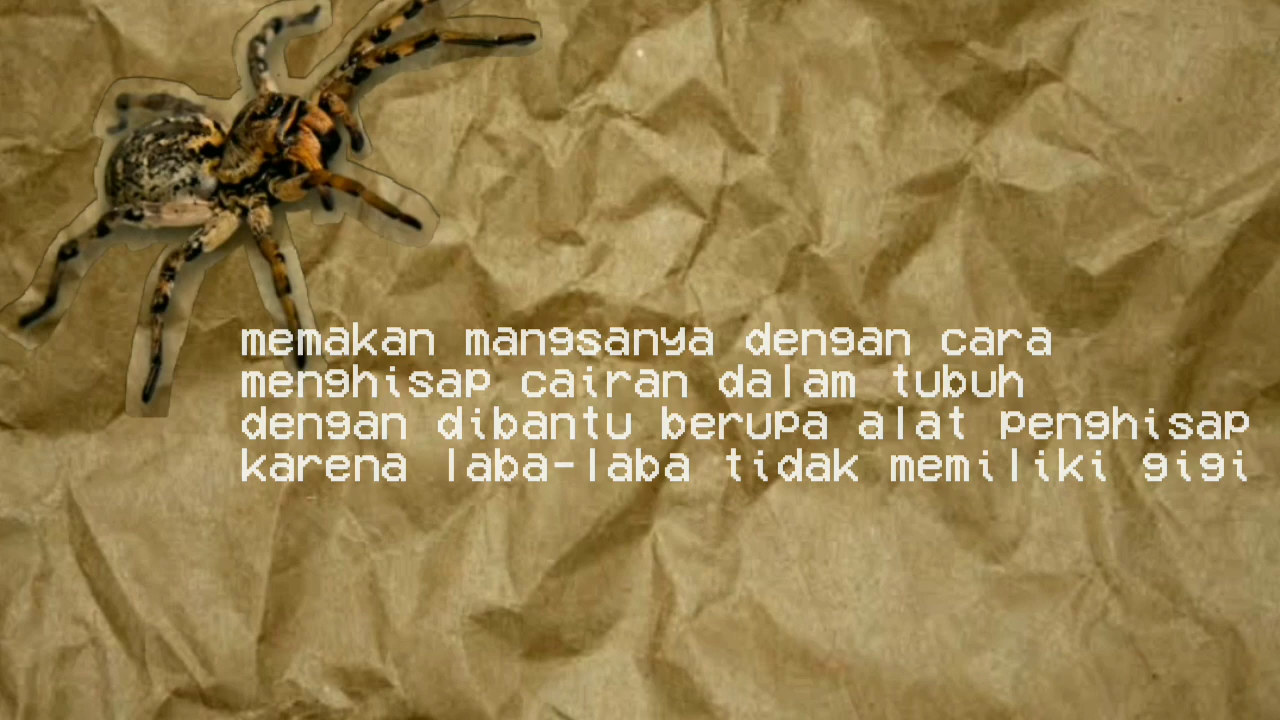 memakan mangsanya dengan cara
menghisap cairan dalam tubuh
dengan dibantu berupa alat penghisap
karena laba-laba tidak memiliki gigi